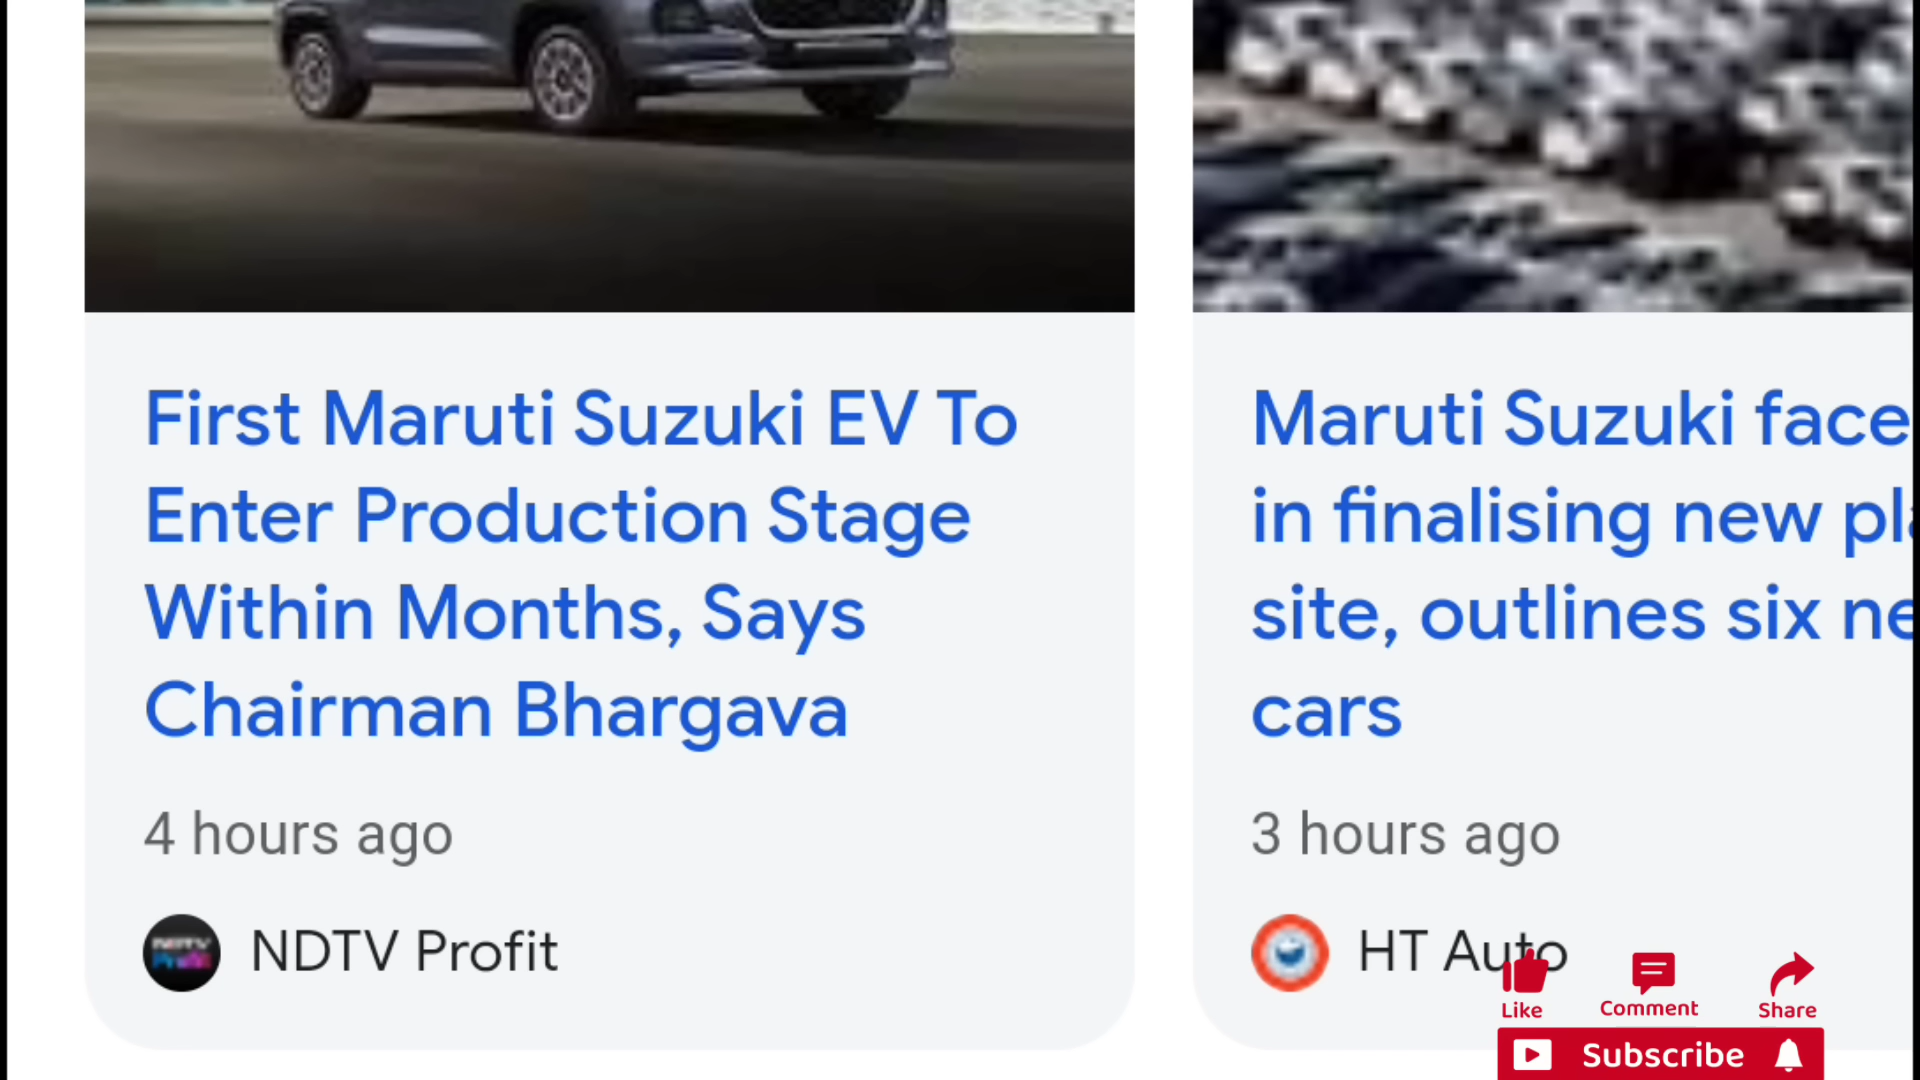 First Maruti Suzuki EV To
Enter Production Stage
Within Months, Says
Chairman Bhargava
4 hours ago
NDTV Profit
Maruti Suzuki face
in finalising new pl
site, outlines six ne
cars
3 hours ago
HT Auto
Like
Comment
Share
Subscribe